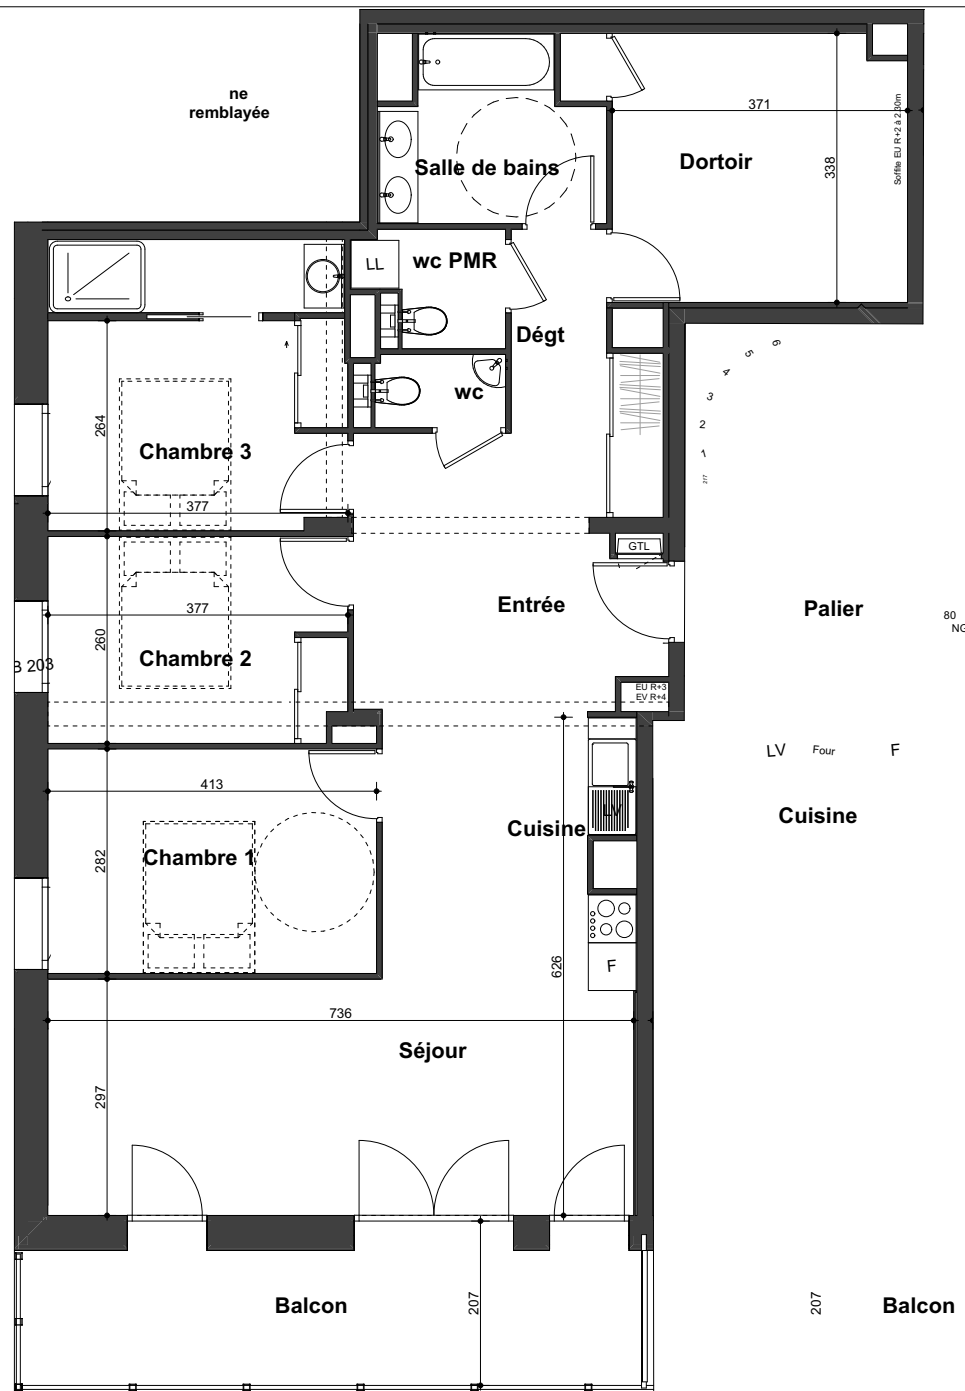 ne
remblayée
371
338
Soffite EU R+2 à 2.30m
Salle de bains
Dortoir
LL
wc PMR
Dégt
wc
6
5
4
3
2
1
217
264
Chambre 3
377
GTL
377
260
Entrée
Palier
80
NG
Chambre 2
B 203
EU R+3
EV R+4
LV
Four
F
413
LV
Cuisine
Cuisine
282
Chambre 1
626
F
736
Séjour
297
Balcon
207
207
Balcon